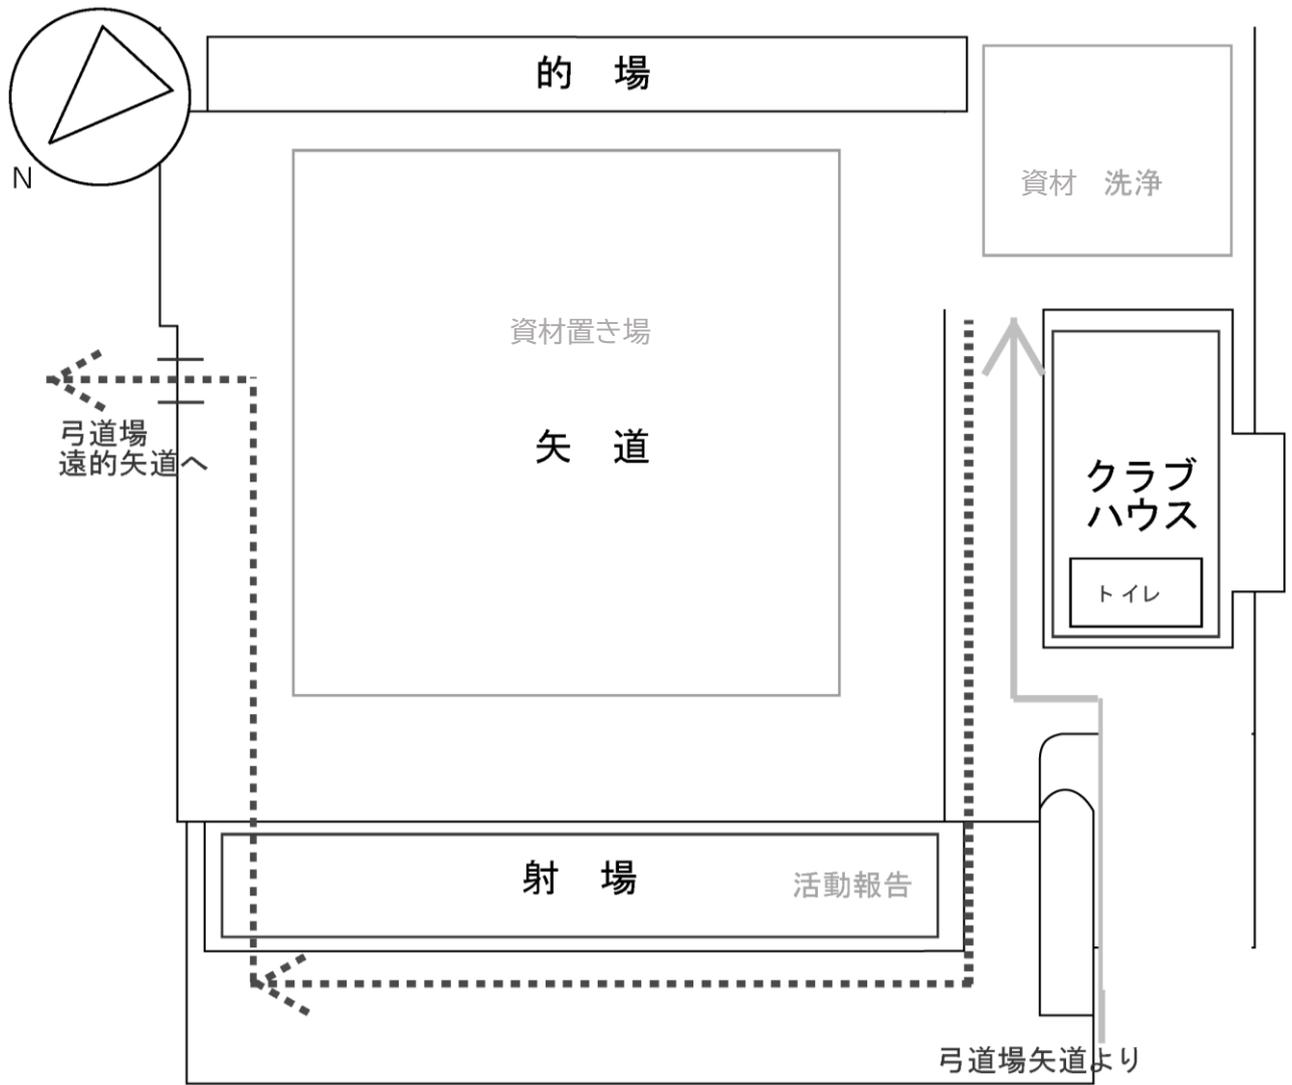 的 場
N
資材 洗浄
資材置き場
弓道場
遠的矢道へ
矢 道
クラブ
ハウス
トイレ
射 場
活動報告
弓道場矢道より